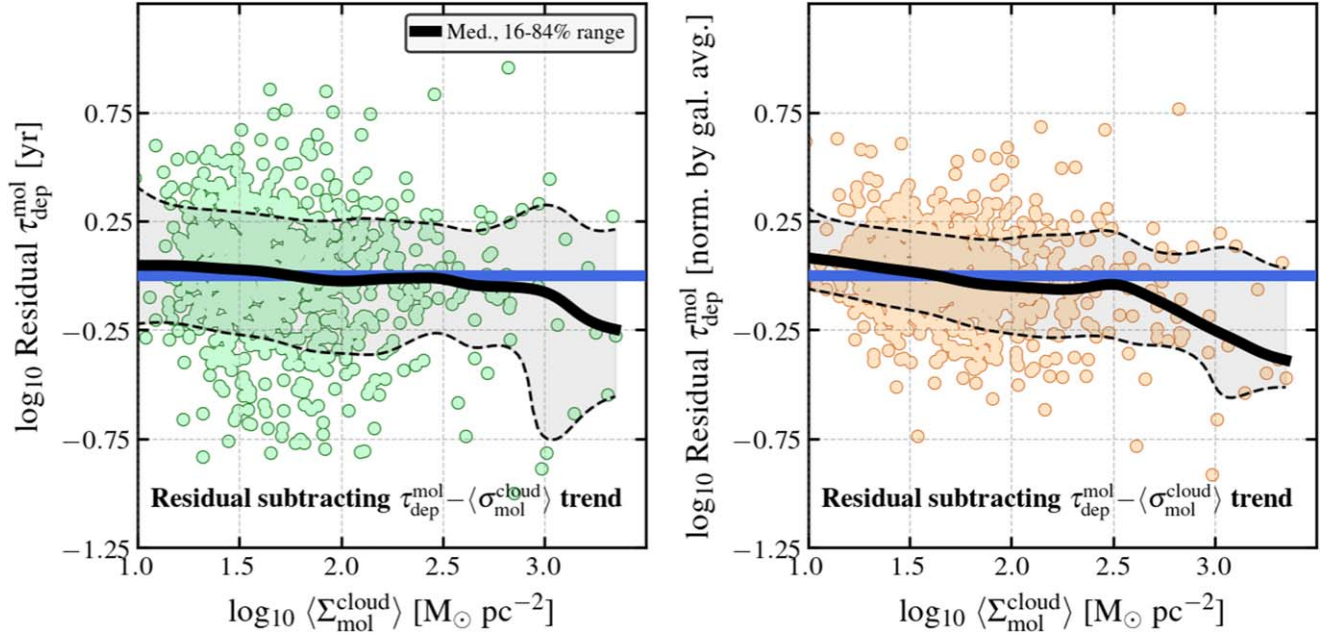 Med., 16-84% range
log₁₀ Residual τ_dep^mol [yr]
0.75
0.25
−0.25
−0.75
−1.25
Residual subtracting τ_dep^mol−⟨σ_mol^cloud⟩ trend
1.0 1.5 2.0 2.5 3.0
log₁₀ ⟨Σ_mol^cloud⟩ [M⊙ pc⁻²]
log₁₀ Residual τ_dep^mol [norm. by gal. avg.]
0.75
0.25
−0.25
−0.75
−1.25
Residual subtracting τ_dep^mol−⟨σ_mol^cloud⟩ trend
1.0 1.5 2.0 2.5 3.0
log₁₀ ⟨Σ_mol^cloud⟩ [M⊙ pc⁻²]